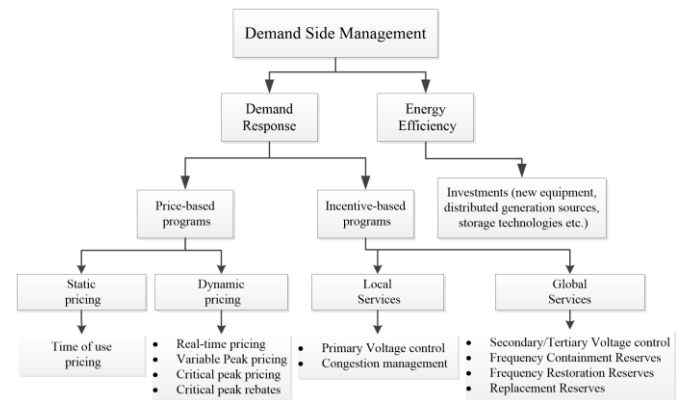 Demand Side Management
Demand
Response
Energy
Efficiency
Price-based
programs
Incentive-based
programs
Investments (new equipment,
distributed generation sources,
storage technologies etc.)
Static
pricing
Dynamic
pricing
Local
Services
Global
Services
Time of use
pricing
• Real-time pricing
• Variable Peak pricing
• Critical peak pricing
• Critical peak rebates
• Primary Voltage control
• Congestion management
• Secondary/Tertiary Voltage control
• Frequency Containment Reserves
• Frequency Restoration Reserves
• Replacement Reserves